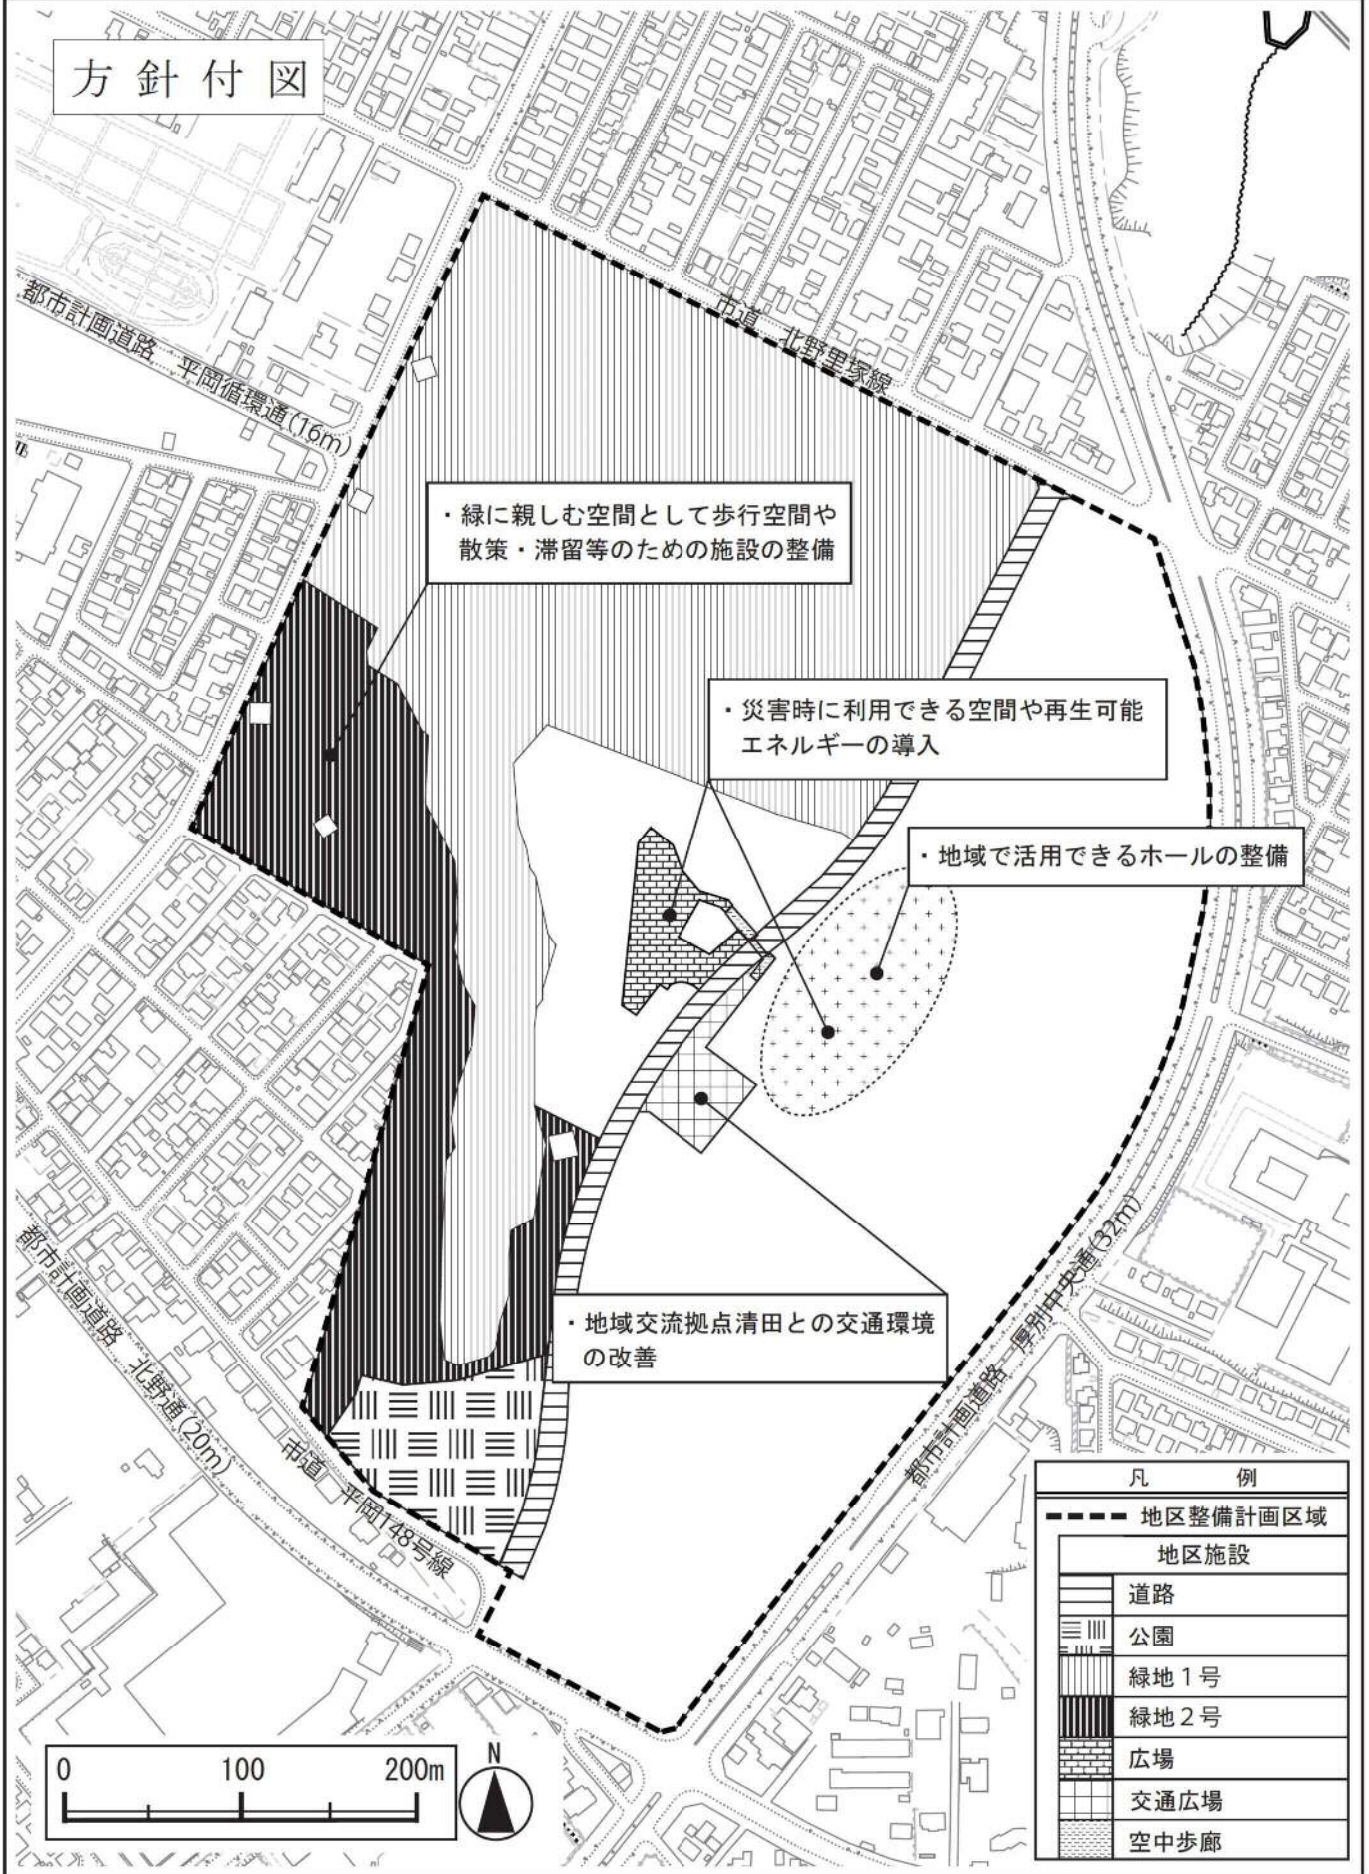 方針付図
都市計画道路 平岡循環通(16m)
市道 北野里塚線
・緑に親しむ空間として歩行空間や
散策・滞留等のための施設の整備
・災害時に利用できる空間や再生可能
エネルギーの導入
・地域で活用できるホールの整備
・地域交流拠点清田との交通環境
の改善
都市計画道路 厚別中央通(32m)
都市計画道路 北野通(20m)
市道 平岡148号線
凡例
地区整備計画区域
地区施設
道路
公園
緑地1号
緑地2号
広場
交通広場
空中歩廊
0 100 200m
N